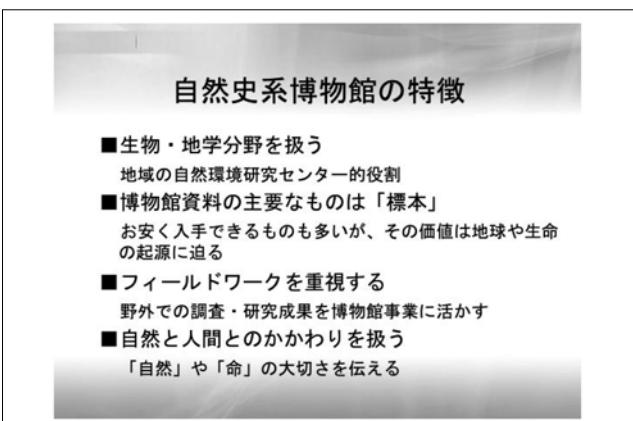 自然史系博物館の特徴
■生物・地学分野を扱う
地域の自然環境研究センター的役割
■博物館資料の主要なものは「標本」
お安く入手できるものも多いが、その価値は地球や生命
の起源に迫る
■フィールドワークを重視する
野外での調査・研究成果を博物館事業に活かす
■自然と人間とのかかわりを扱う
「自然」や「命」の大切さを伝える